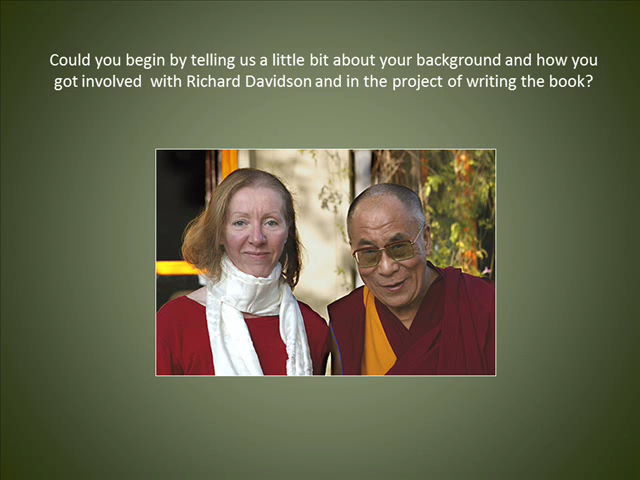 Could you begin by telling us a little bit about your background and how you
got involved with Richard Davidson and in the project of writing the book?